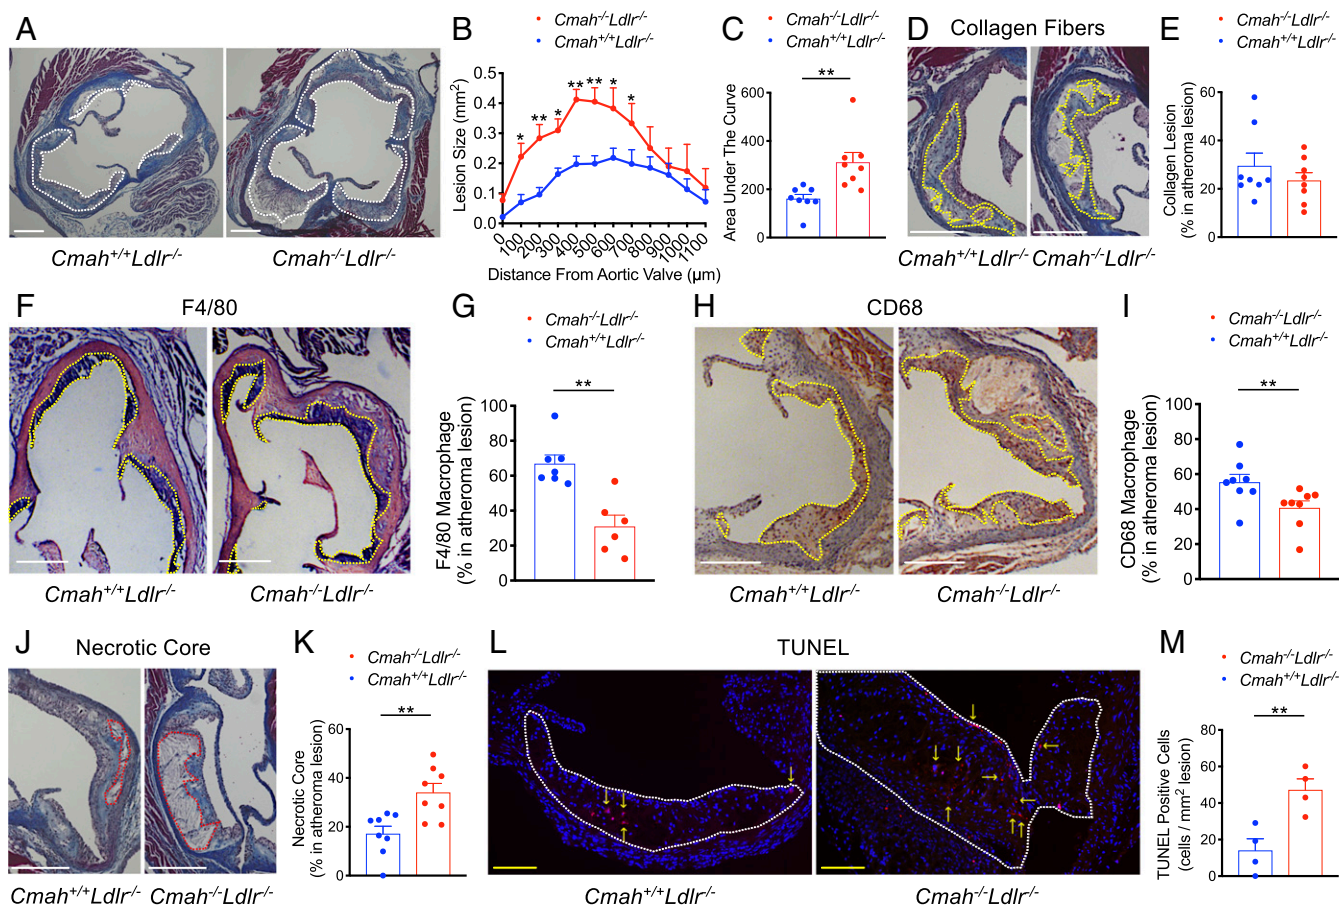 A
Cmah+/+Ldlr-/-
Cmah-/-Ldlr-/-
B
Cmah-/-Ldlr-/-
Cmah+/+Ldlr-/-
Lesion Size (mm2)
0.5
0.4
0.3
0.2
0.1
0.0
* ** * ** ** * *
0 100 200 300 400 500 600 700 800 900 1000 1100
Distance From Aortic Valve (µm)
C
Cmah-/-Ldlr-/-
Cmah+/+Ldlr-/-
**
Area Under The Curve
600
400
200
0
D
Collagen Fibers
Cmah+/+Ldlr-/-
Cmah-/-Ldlr-/-
E
Cmah-/-Ldlr-/-
Cmah+/+Ldlr-/-
Collagen Lesion
(% in atheroma lesion)
60
40
20
0
F
F4/80
Cmah+/+Ldlr-/-
Cmah-/-Ldlr-/-
G
Cmah-/-Ldlr-/-
Cmah+/+Ldlr-/-
**
F4/80 Macrophage
(% in atheroma lesion)
100
80
60
40
20
0
H
CD68
Cmah+/+Ldlr-/-
Cmah-/-Ldlr-/-
I
Cmah-/-Ldlr-/-
Cmah+/+Ldlr-/-
**
CD68 Macrophage
(% in atheroma lesion)
100
80
60
40
20
0
J
Necrotic Core
Cmah+/+Ldlr-/-
Cmah-/-Ldlr-/-
K
Cmah-/-Ldlr-/-
Cmah+/+Ldlr-/-
**
Necrotic Core
(% in atheroma lesion)
60
40
20
0
L
TUNEL
Cmah+/+Ldlr-/-
Cmah-/-Ldlr-/-
M
Cmah-/-Ldlr-/-
Cmah+/+Ldlr-/-
**
TUNEL Positive Cells
(cells / mm2 lesion)
80
60
40
20
0